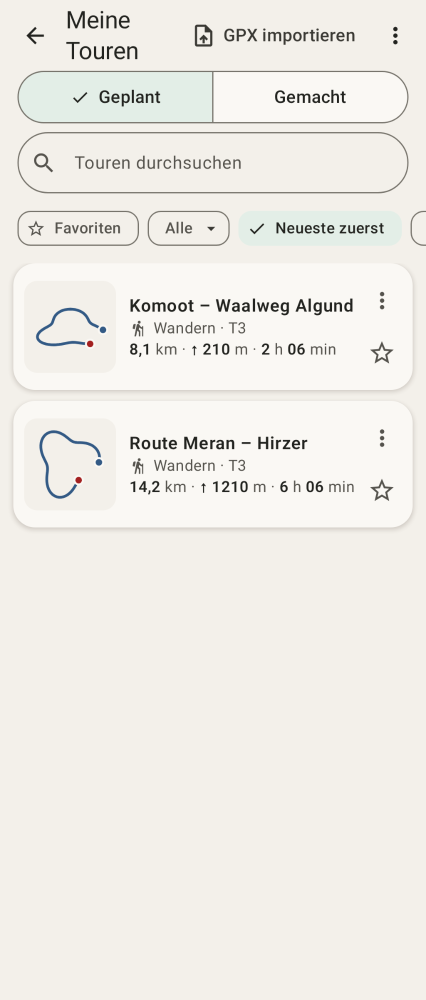 Meine
Touren
GPX importieren
Geplant
Gemacht
Touren durchsuchen
Favoriten
Alle
Neueste zuerst
Komoot – Waalweg Algund
Wandern · T3
8,1 km · ↑ 210 m · 2 h 06 min
Route Meran – Hirzer
Wandern · T3
14,2 km · ↑ 1210 m · 6 h 06 min